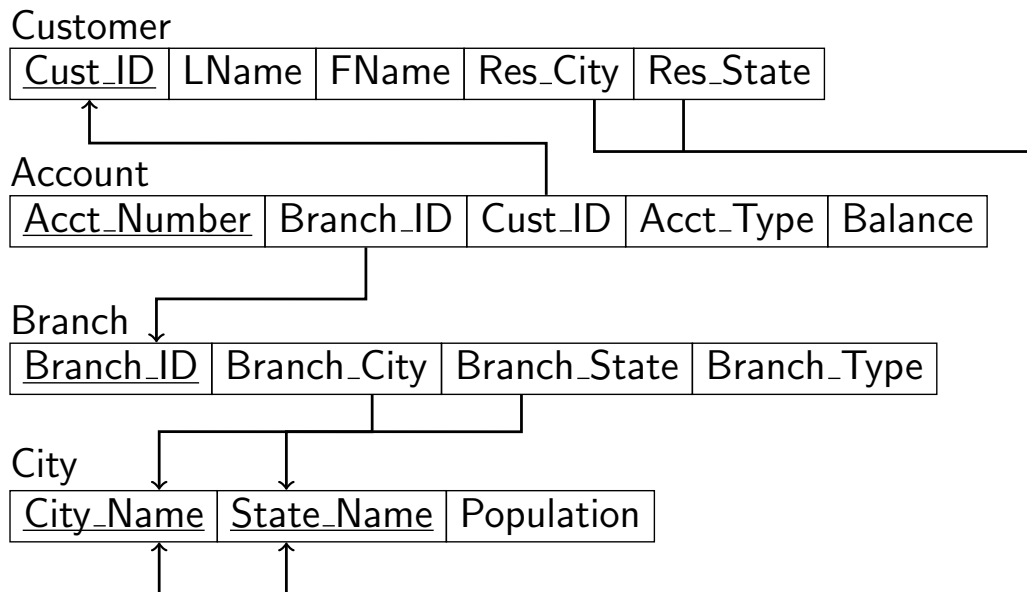 Customer
Cust_ID LName FName Res_City Res_State
Account
Acct_Number Branch_ID Cust_ID Acct_Type Balance
Branch
Branch_ID Branch_City Branch_State Branch_Type
City
City_Name State_Name Population